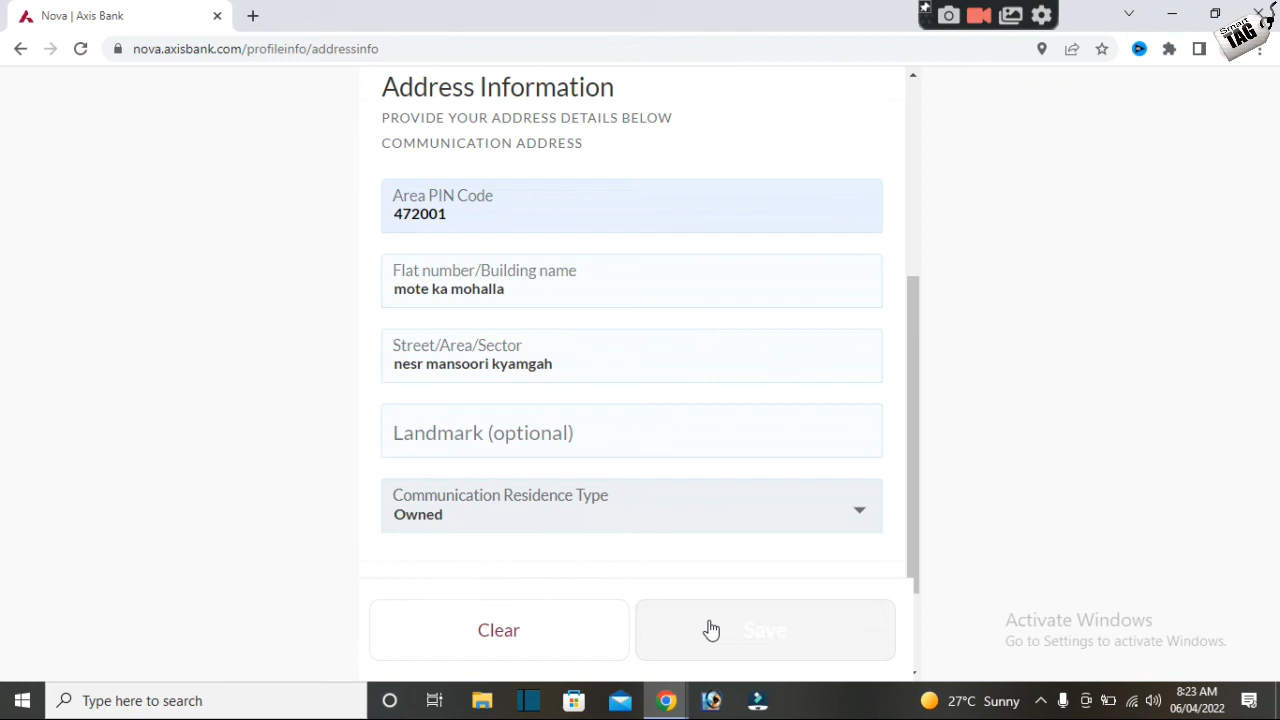 Nova | Axis Bank
Smart TAG
nova.axisbank.com/profileinfo/addressinfo
Address Information
PROVIDE YOUR ADDRESS DETAILS BELOW
COMMUNICATION ADDRESS
Area PIN Code
472001
Flat number/Building name
mote ka mohalla
Street/Area/Sector
nesr mansoori kyamgah
Landmark (optional)
Communication Residence Type
Owned
Clear
Save
Activate Windows
Go to Settings to activate Windows.
Type here to search
27°C Sunny
8:23 AM
06/04/2022